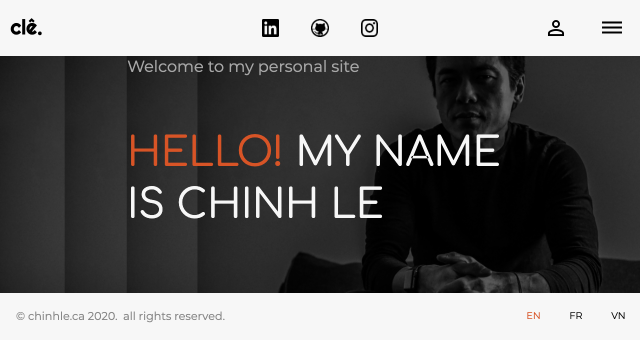 clê.
Welcome to my personal site
HELLO! MY NAME
IS CHINH LE
© chinhle.ca 2020. all rights reserved.
EN FR VN